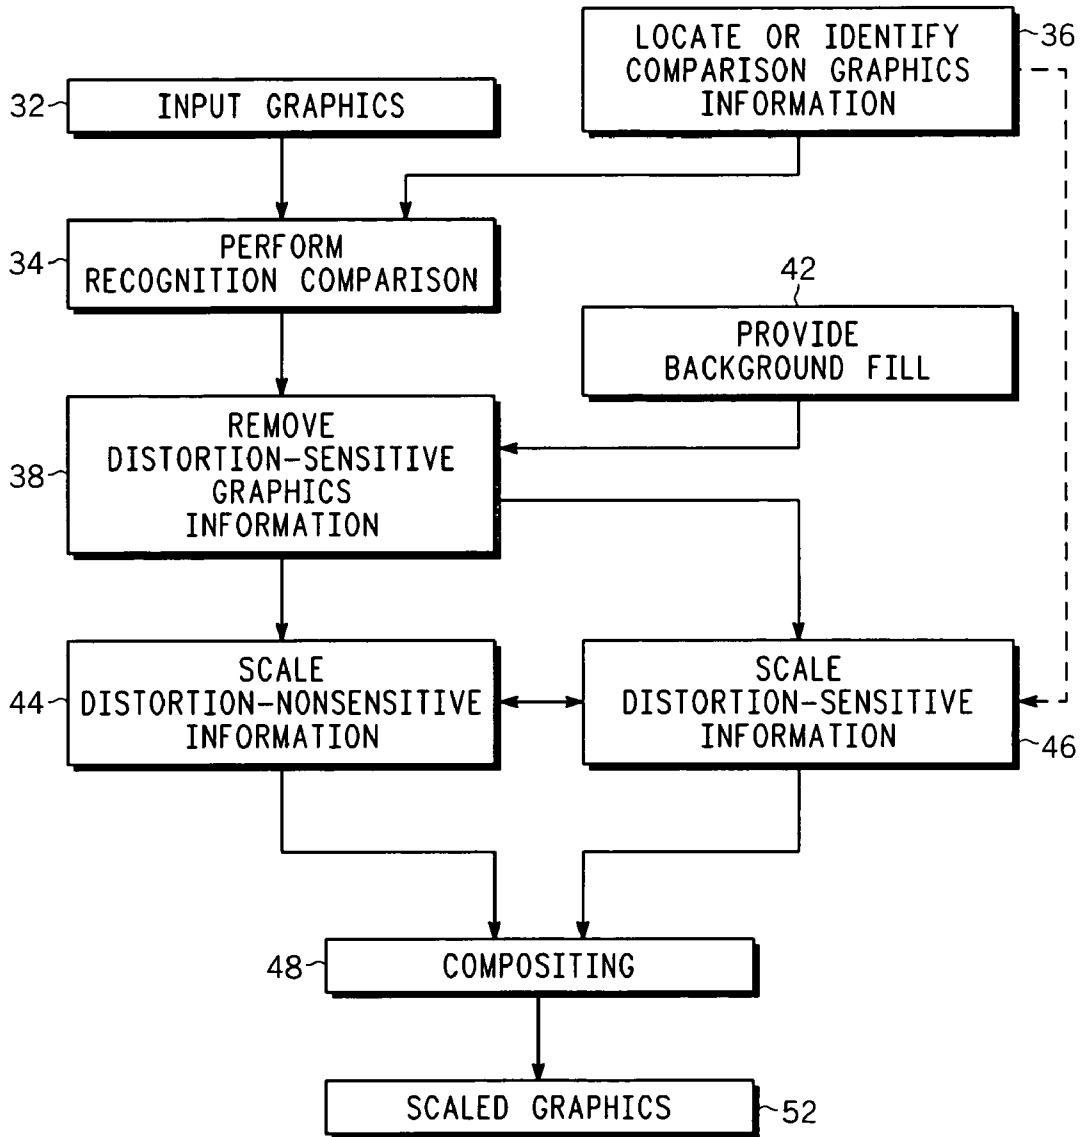 LOCATE OR IDENTIFY
COMPARISON GRAPHICS
INFORMATION
36
32
INPUT GRAPHICS
34
PERFORM
RECOGNITION COMPARISON
42
PROVIDE
BACKGROUND FILL
38
REMOVE
DISTORTION-SENSITIVE
GRAPHICS
INFORMATION
44
SCALE
DISTORTION-NONSENSITIVE
INFORMATION
SCALE
DISTORTION-SENSITIVE
INFORMATION
46
48
COMPOSITING
SCALED GRAPHICS
52